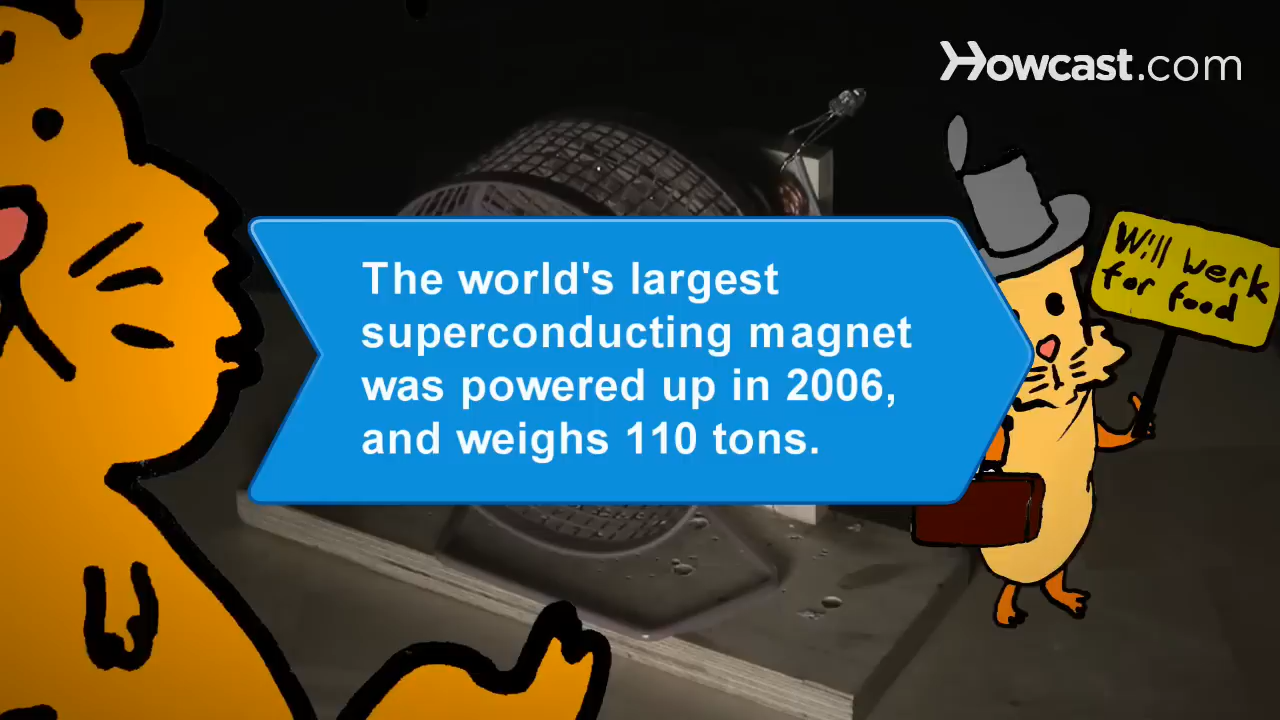 Howcast.com
Will werk
for food
The world's largest
superconducting magnet
was powered up in 2006,
and weighs 110 tons.